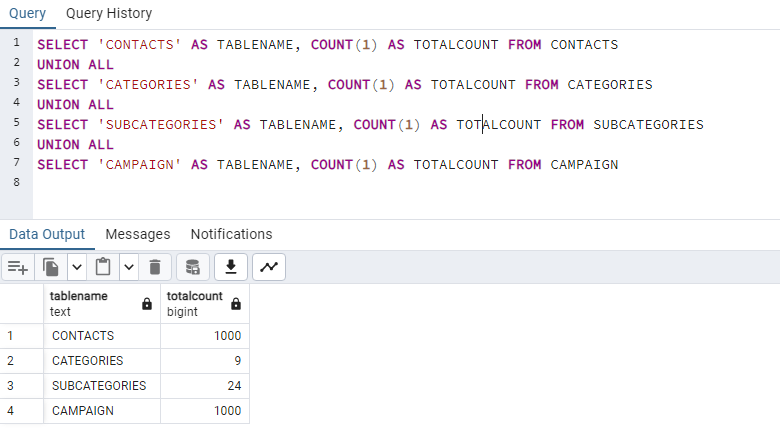 Query Query History
1 SELECT 'CONTACTS' AS TABLENAME, COUNT(1) AS TOTALCOUNT FROM CONTACTS
2 UNION ALL
3 SELECT 'CATEGORIES' AS TABLENAME, COUNT(1) AS TOTALCOUNT FROM CATEGORIES
4 UNION ALL
5 SELECT 'SUBCATEGORIES' AS TABLENAME, COUNT(1) AS TOTALCOUNT FROM SUBCATEGORIES
6 UNION ALL
7 SELECT 'CAMPAIGN' AS TABLENAME, COUNT(1) AS TOTALCOUNT FROM CAMPAIGN
8
Data Output Messages Notifications
tablename totalcount
text bigint
1 CONTACTS 1000
2 CATEGORIES 9
3 SUBCATEGORIES 24
4 CAMPAIGN 1000